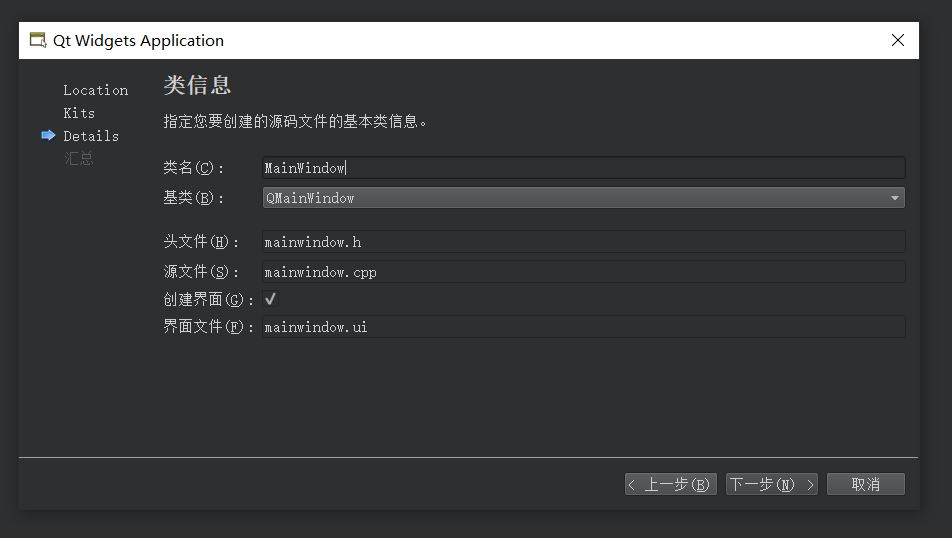 Qt Widgets Application
Location
Kits
Details
汇总
类信息
指定您要创建的源码文件的基本类信息。
类名(C): MainWindow
基类(B): QMainWindow
头文件(H): mainwindow.h
源文件(S): mainwindow.cpp
创建界面(G):
界面文件(F): mainwindow.ui
< 上一步(B) 下一步(N) > 取消